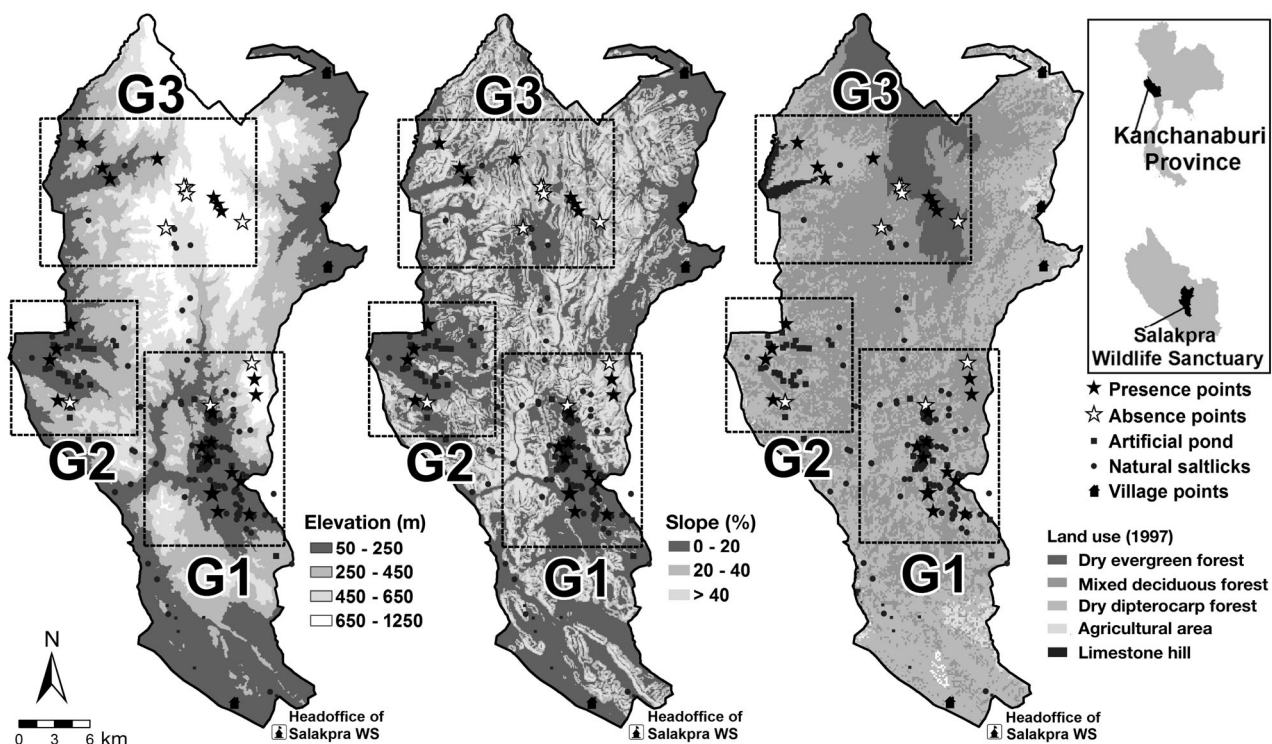 G3
G2
G1
Elevation (m)
50 - 250
250 - 450
450 - 650
650 - 1250
N
0 3 6 km
Headoffice of
Salakpra WS
G3
G2
G1
Slope (%)
0 - 20
20 - 40
> 40
Headoffice of
Salakpra WS
G3
G2
G1
Kanchanaburi
Province
Salakpra
Wildlife Sanctuary
Presence points
Absence points
Artificial pond
Natural saltlicks
Village points
Land use (1997)
Dry evergreen forest
Mixed deciduous forest
Dry dipterocarp forest
Agricultural area
Limestone hill
Headoffice of
Salakpra WS